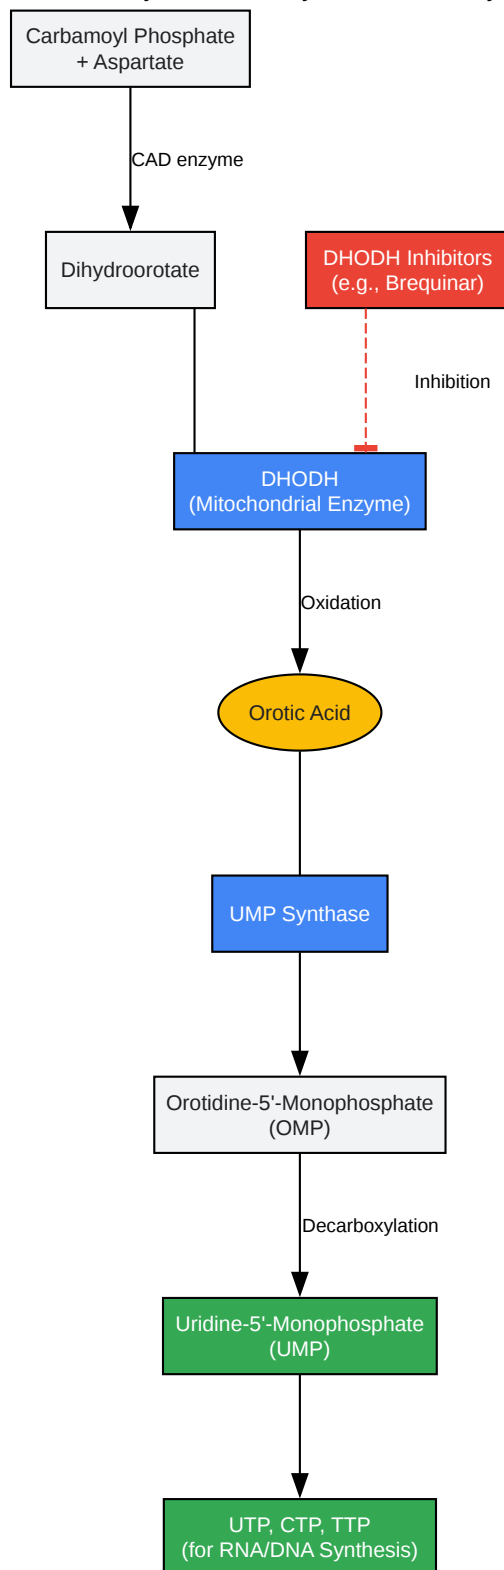 Carbamoyl Phosphate
+ Aspartate
CAD enzyme
Dihydroorotate
DHODH Inhibitors
(e.g., Brequinar)
Inhibition
DHODH
(Mitochondrial Enzyme)
Oxidation
Orotic Acid
UMP Synthase
Orotidine-5'-Monophosphate
(OMP)
Decarboxylation
Uridine-5'-Monophosphate
(UMP)
UTP, CTP, TTP
(for RNA/DNA Synthesis)